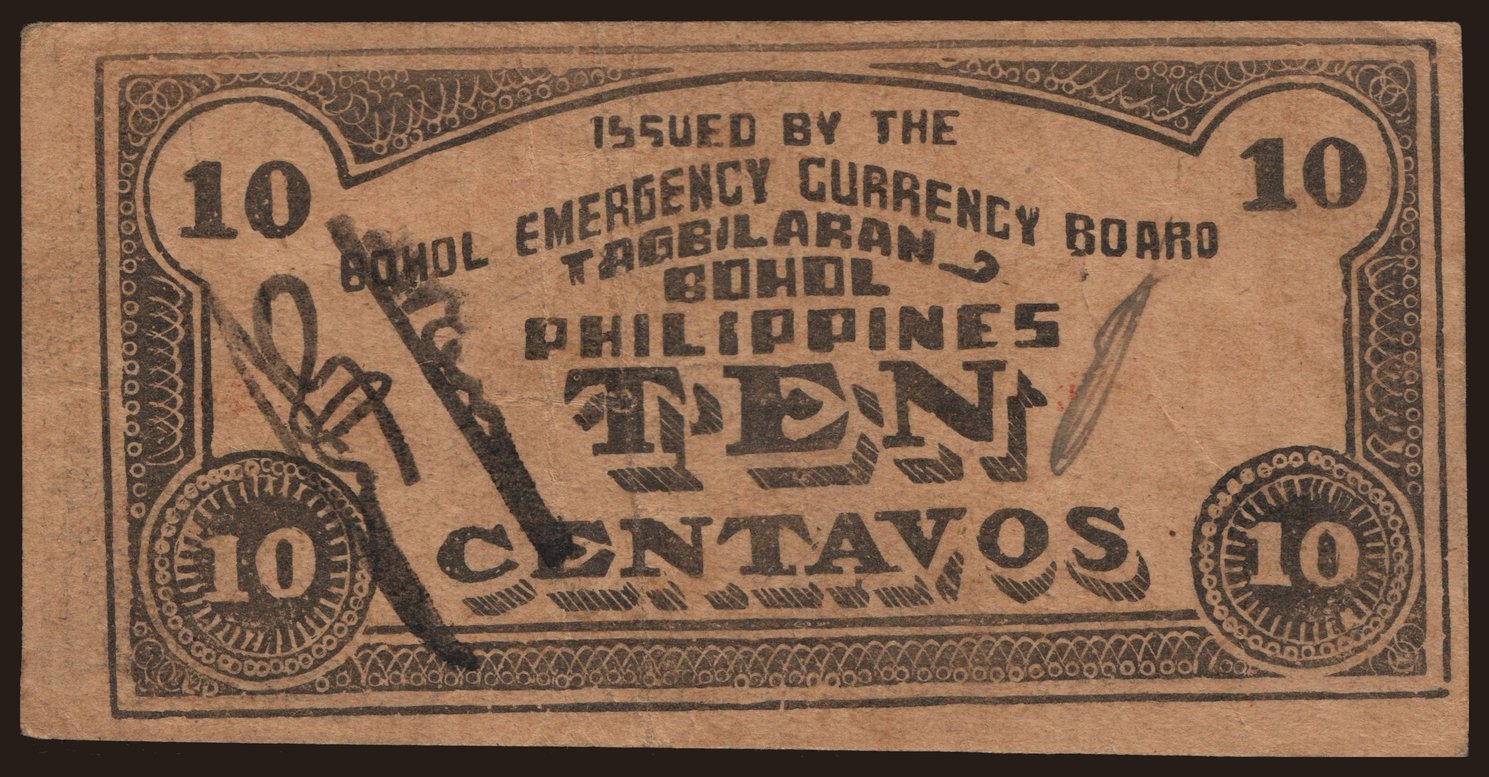 10 10
ISSUED BY THE
BOHOL EMERGENCY CURRENCY BOARD
TAGBILARAN
BOHOL
PHILIPPINES
TEN
CENTAVOS
10 10